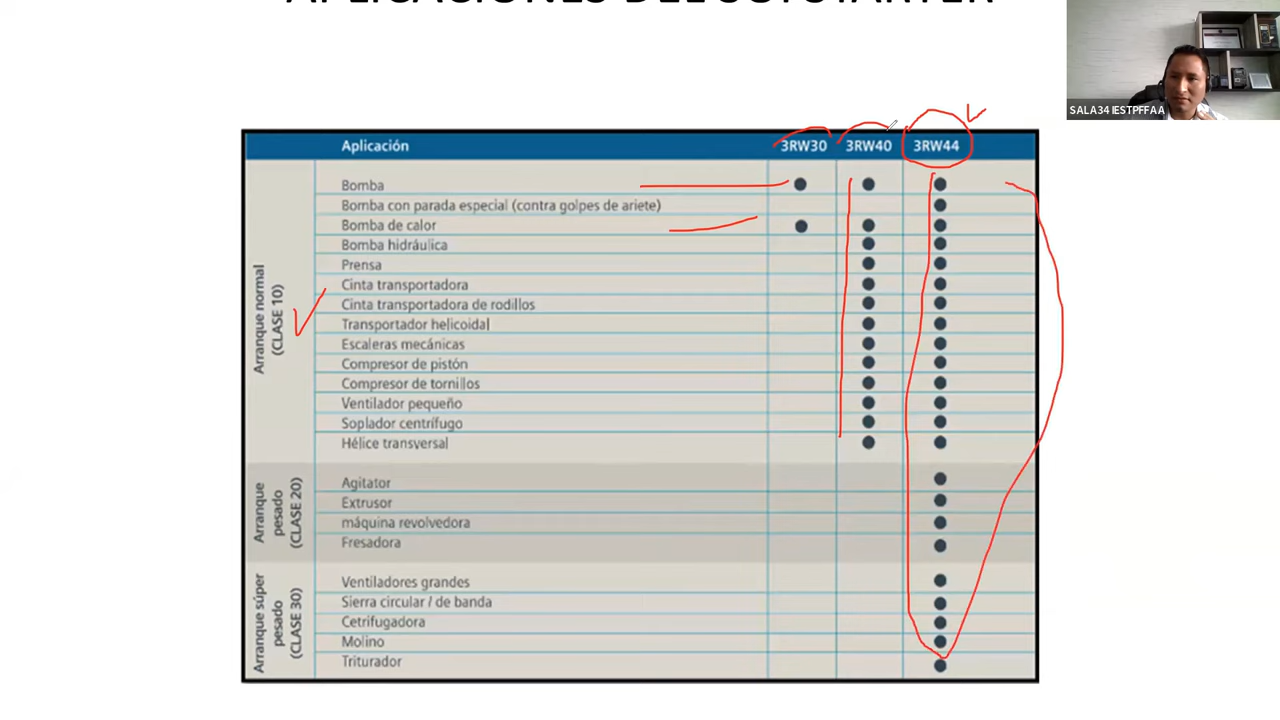 APLICACIONES DEL SOFSTARTER
SALA34 IESTPFFAA A
Aplicación 3RW30 3RW40 3RW44
Arranque normal
(CLASE 10)
Bomba
Bomba con parada especial (contra golpes de ariete)
Bomba de calor
Bomba hidráulica
Prensa
Cinta transportadora
Cinta transportadora de rodillos
Transportador helicoidal
Escaleras mecánicas
Compresor de pistón
Compresor de tornillos
Ventilador pequeño
Soplador centrífugo
Hélice transversal
Arranque
pesado
(CLASE 20)
Agitator
Extrusor
máquina revolvedora
Fresadora
Arranque súper
pesado
(CLASE 30)
Ventiladores grandes
Sierra circular / de banda
Cetrifugadora
Molino
Triturador